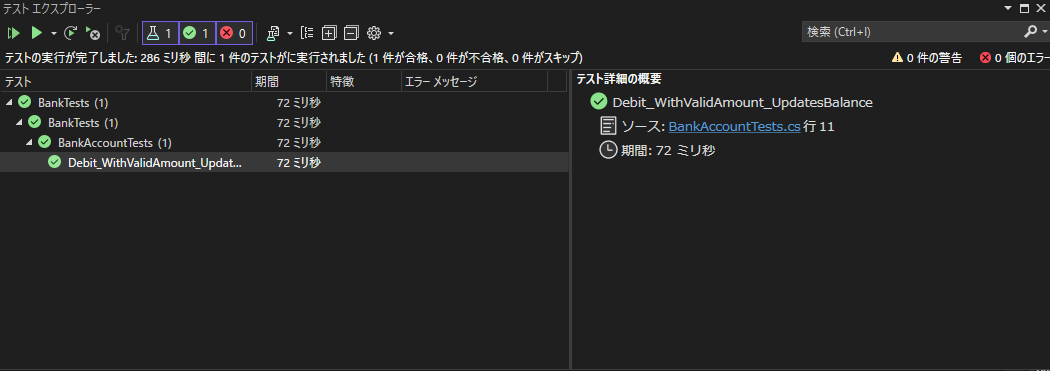 テスト エクスプローラー
1 1 0
検索 (Ctrl+I)
テストの実行が完了しました: 286 ミリ秒 間に 1 件のテストがに実行されました (1 件が合格、0 件が不合格、0 件がスキップ)
0 件の警告 0 個のエラー
テスト 期間 特徴 エラー メッセージ
BankTests (1) 72 ミリ秒
BankTests (1) 72 ミリ秒
BankAccountTests (1) 72 ミリ秒
Debit_WithValidAmount_Updat... 72 ミリ秒
テスト詳細の概要
Debit_WithValidAmount_UpdatesBalance
ソース: BankAccountTests.cs 行 11
期間: 72 ミリ秒